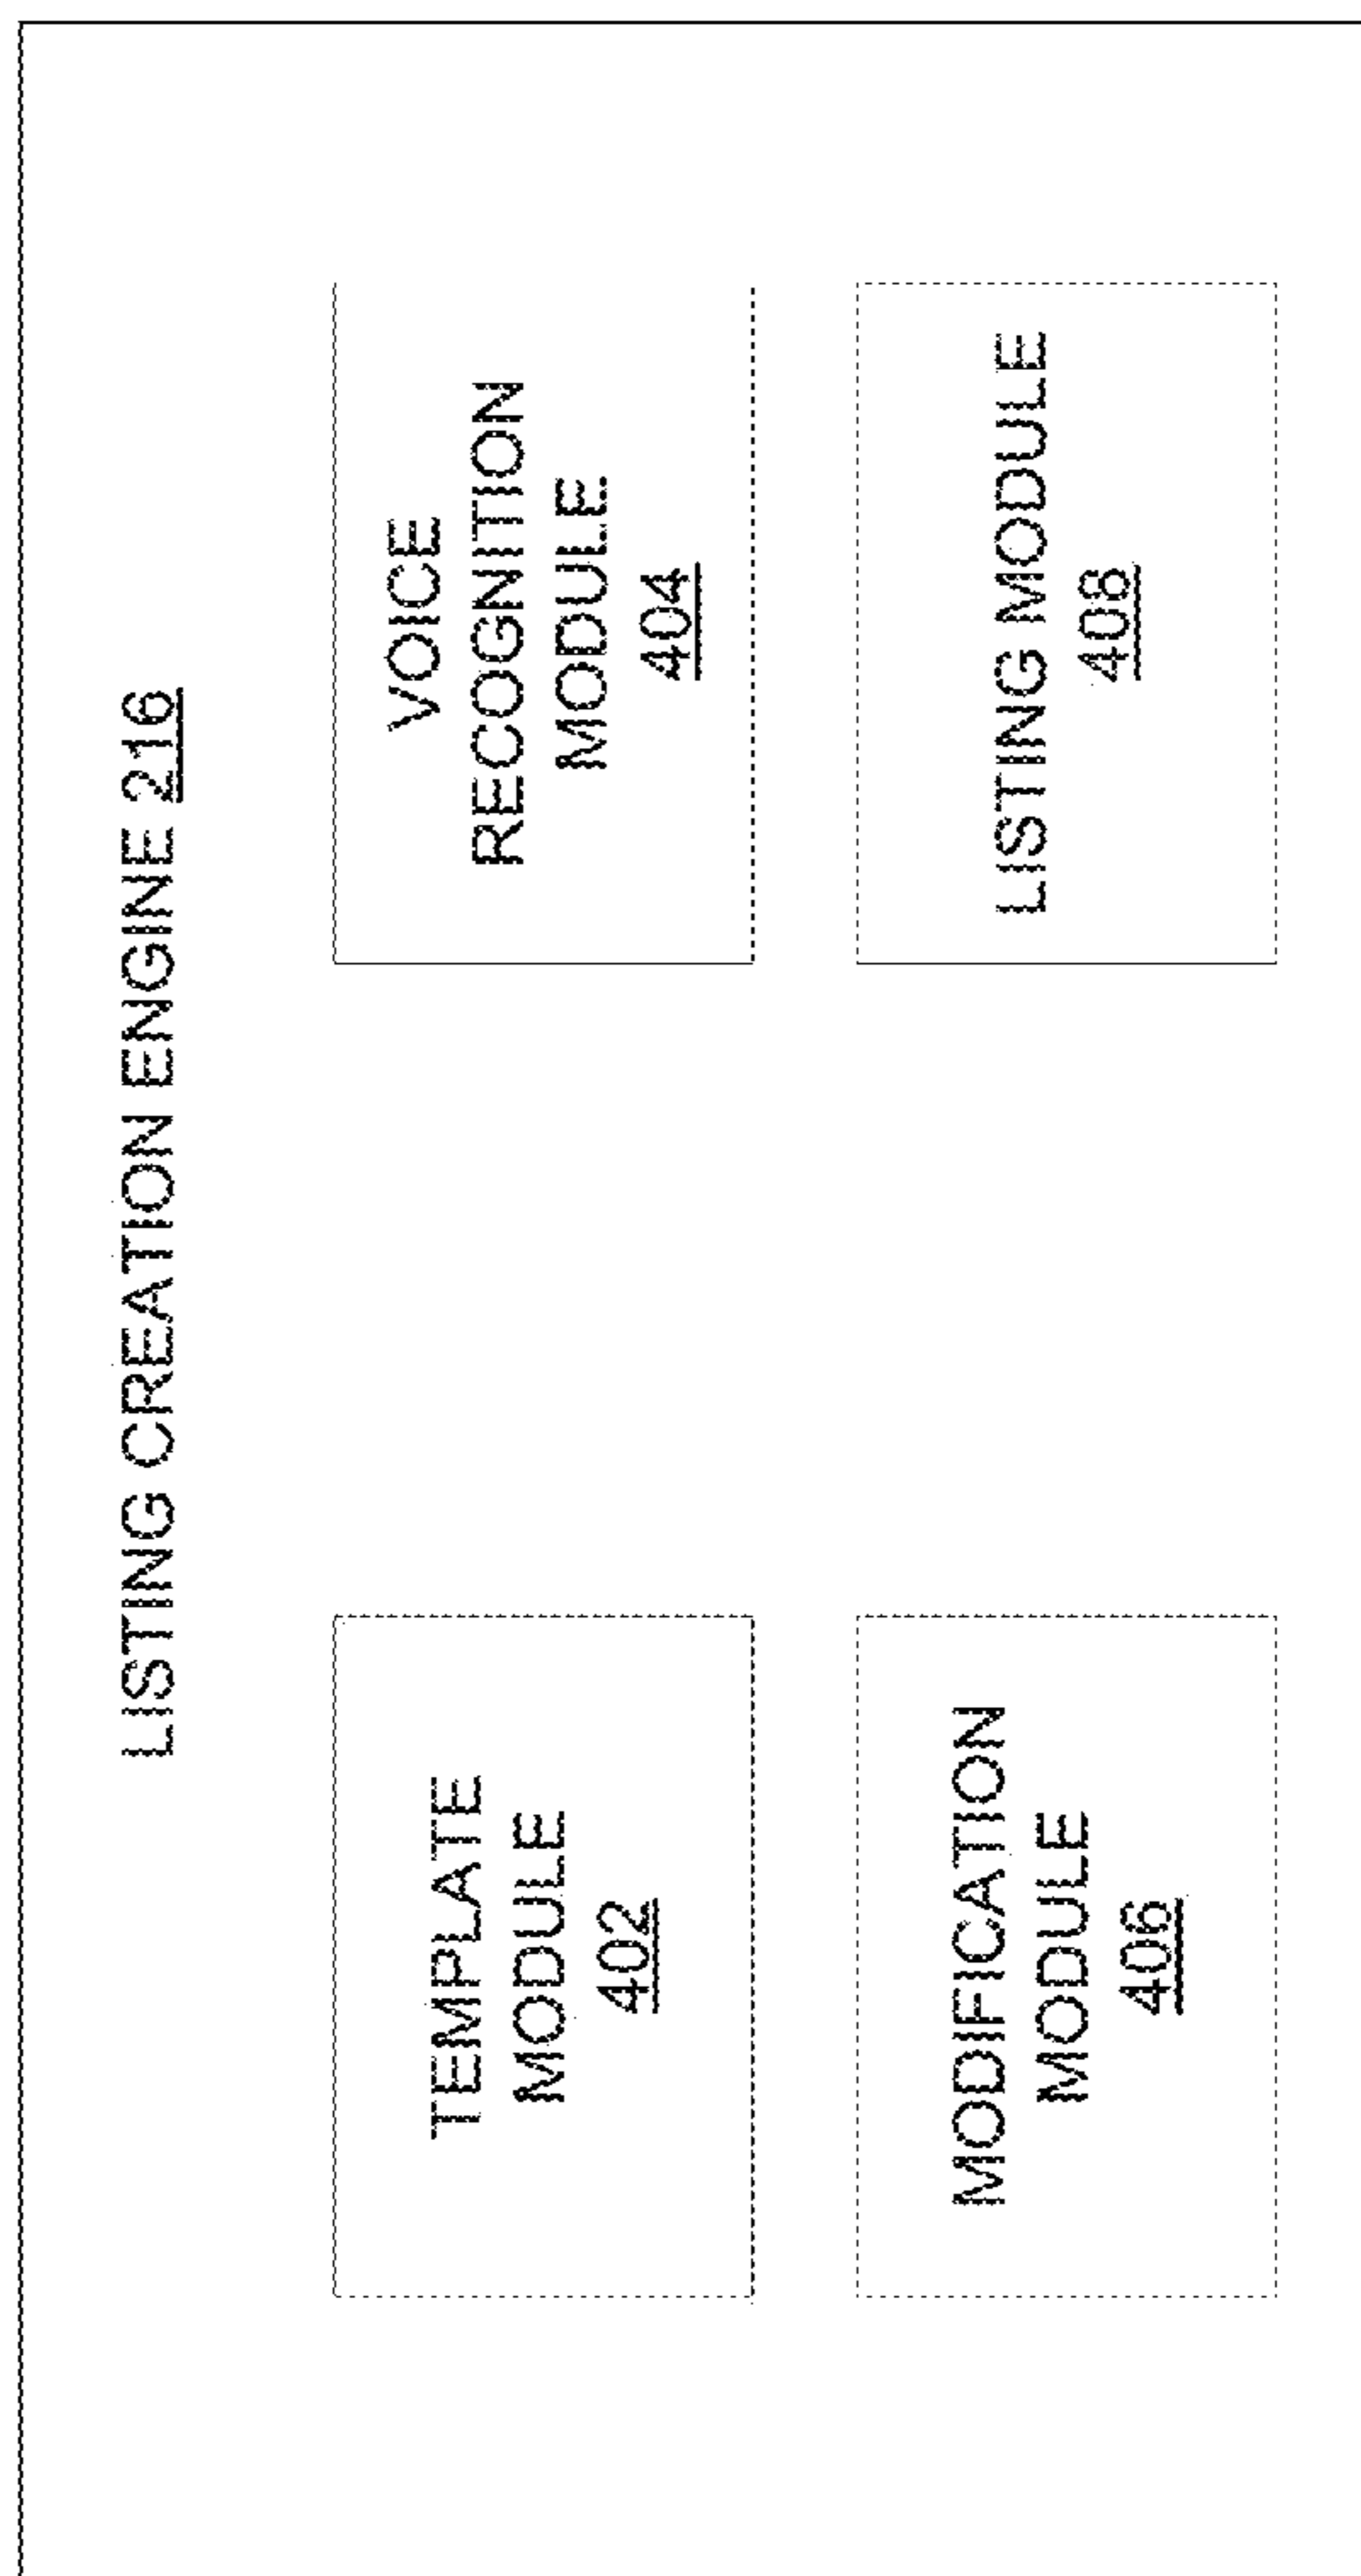 LISTING CREATION ENGINE 216
TEMPLATE
MODULE
402
VOICE
RECOGNITION
MODULE
404
MODIFICATION
MODULE
406
LISTING MODULE
408